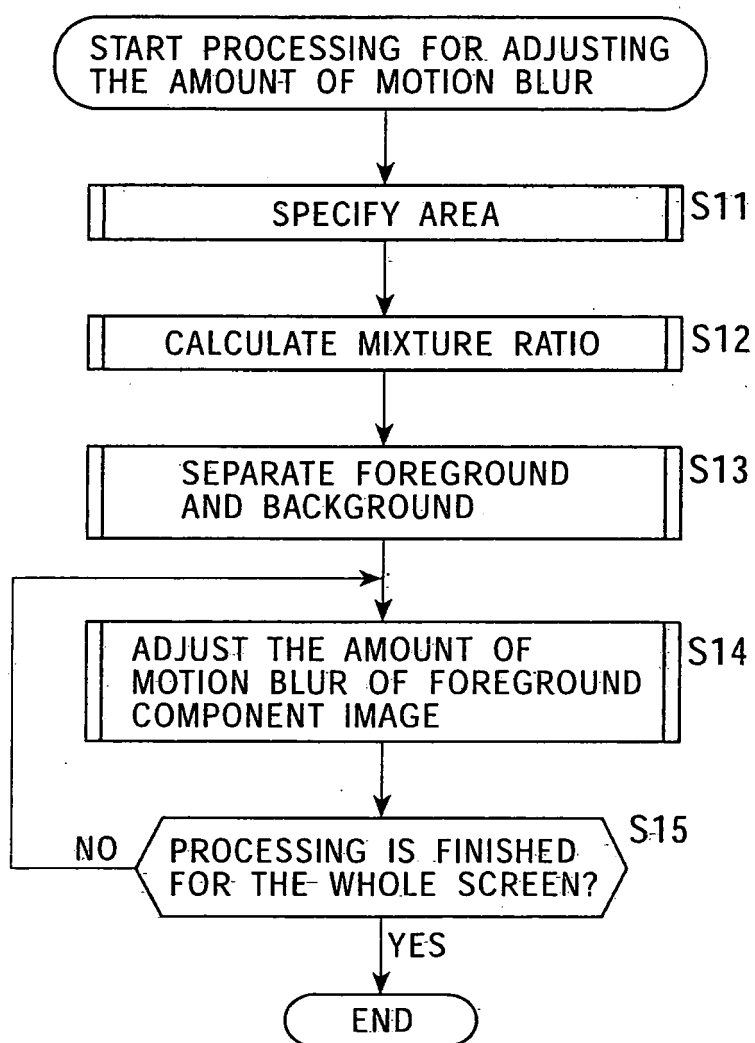 START PROCESSING FOR ADJUSTING
THE AMOUNT OF MOTION BLUR
SPECIFY AREA
S11
CALCULATE MIXTURE RATIO
S12
SEPARATE FOREGROUND
AND BACKGROUND
S13
ADJUST THE AMOUNT OF
MOTION BLUR OF FOREGROUND
COMPONENT IMAGE
S14
PROCESSING IS FINISHED
FOR THE WHOLE SCREEN?
S15
NO
YES
END